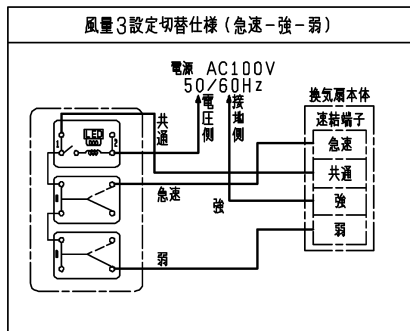 風量3設定切替仕様(急速-強-弱)
電源 AC100V
50/60Hz
電圧側
接地側
共通
LED
1
2
急速
強
弱
換気扇本体
速結端子
急速
共通
強
弱